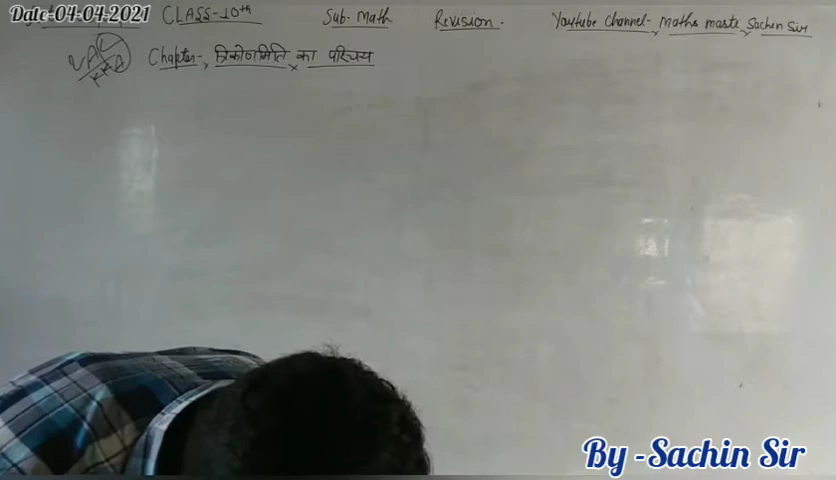 Date:-04-04-2021 CLASS-10th Sub- Math Revision- Youtube Channel- Maths maste Sachin Sir
Chapter- त्रिकोणमिति का परिचय
By -Sachin Sir